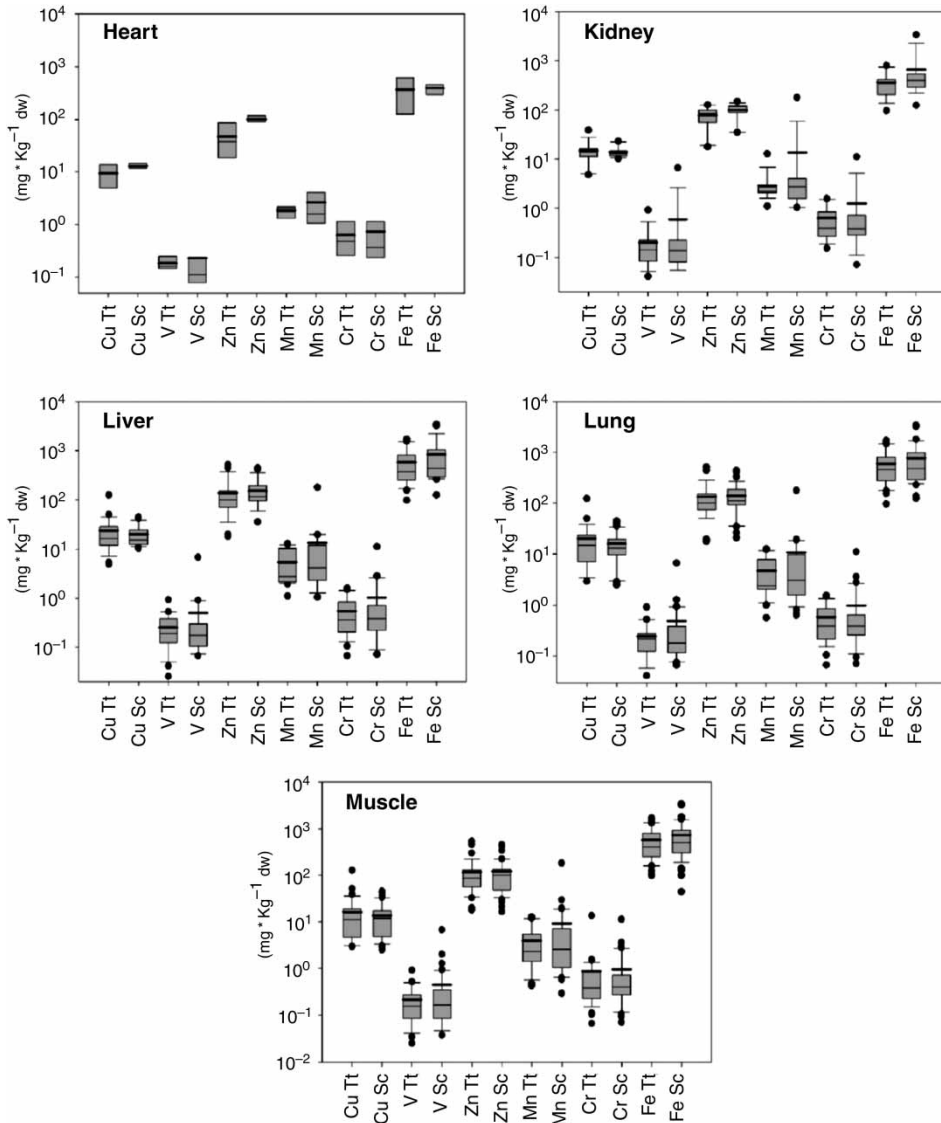 Heart
(mg * Kg⁻¹ dw)
10⁴
10³
10²
10¹
10⁰
10⁻¹
Cu Tt
Cu Sc
V Tt
V Sc
Zn Tt
Zn Sc
Mn Tt
Mn Sc
Cr Tt
Cr Sc
Fe Tt
Fe Sc
Kidney
(mg * Kg⁻¹ dw)
10⁴
10³
10²
10¹
10⁰
10⁻¹
Cu Tt
Cu Sc
V Tt
V Sc
Zn Tt
Zn Sc
Mn Tt
Mn Sc
Cr Tt
Cr Sc
Fe Tt
Fe Sc
Liver
(mg * Kg⁻¹ dw)
10⁴
10³
10²
10¹
10⁰
10⁻¹
Cu Tt
Cu Sc
V Tt
V Sc
Zn Tt
Zn Sc
Mn Tt
Mn Sc
Cr Tt
Cr Sc
Fe Tt
Fe Sc
Lung
(mg * Kg⁻¹ dw)
10⁴
10³
10²
10¹
10⁰
10⁻¹
Cu Tt
Cu Sc
V Tt
V Sc
Zn Tt
Zn Sc
Mn Tt
Mn Sc
Cr Tt
Cr Sc
Fe Tt
Fe Sc
Muscle
(mg * Kg⁻¹ dw)
10⁴
10³
10²
10¹
10⁰
10⁻¹
10⁻²
Cu Tt
Cu Sc
V Tt
V Sc
Zn Tt
Zn Sc
Mn Tt
Mn Sc
Cr Tt
Cr Sc
Fe Tt
Fe Sc